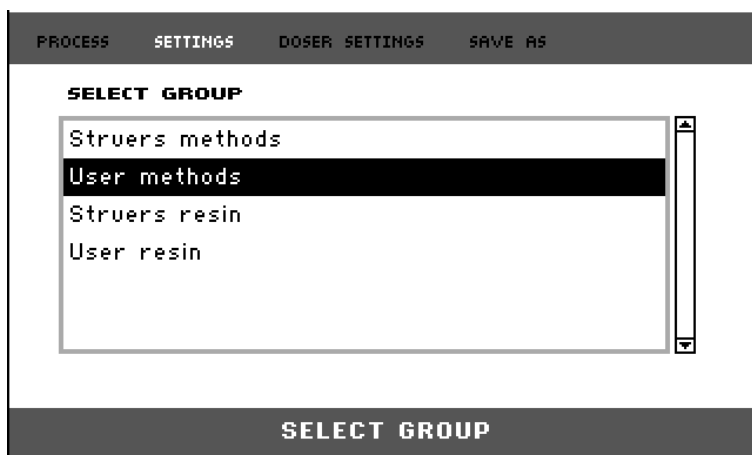 PROCESS SETTINGS DOSER SETTINGS SAVE AS
SELECT GROUP
Struers methods
User methods
Struers resin
User resin
SELECT GROUP